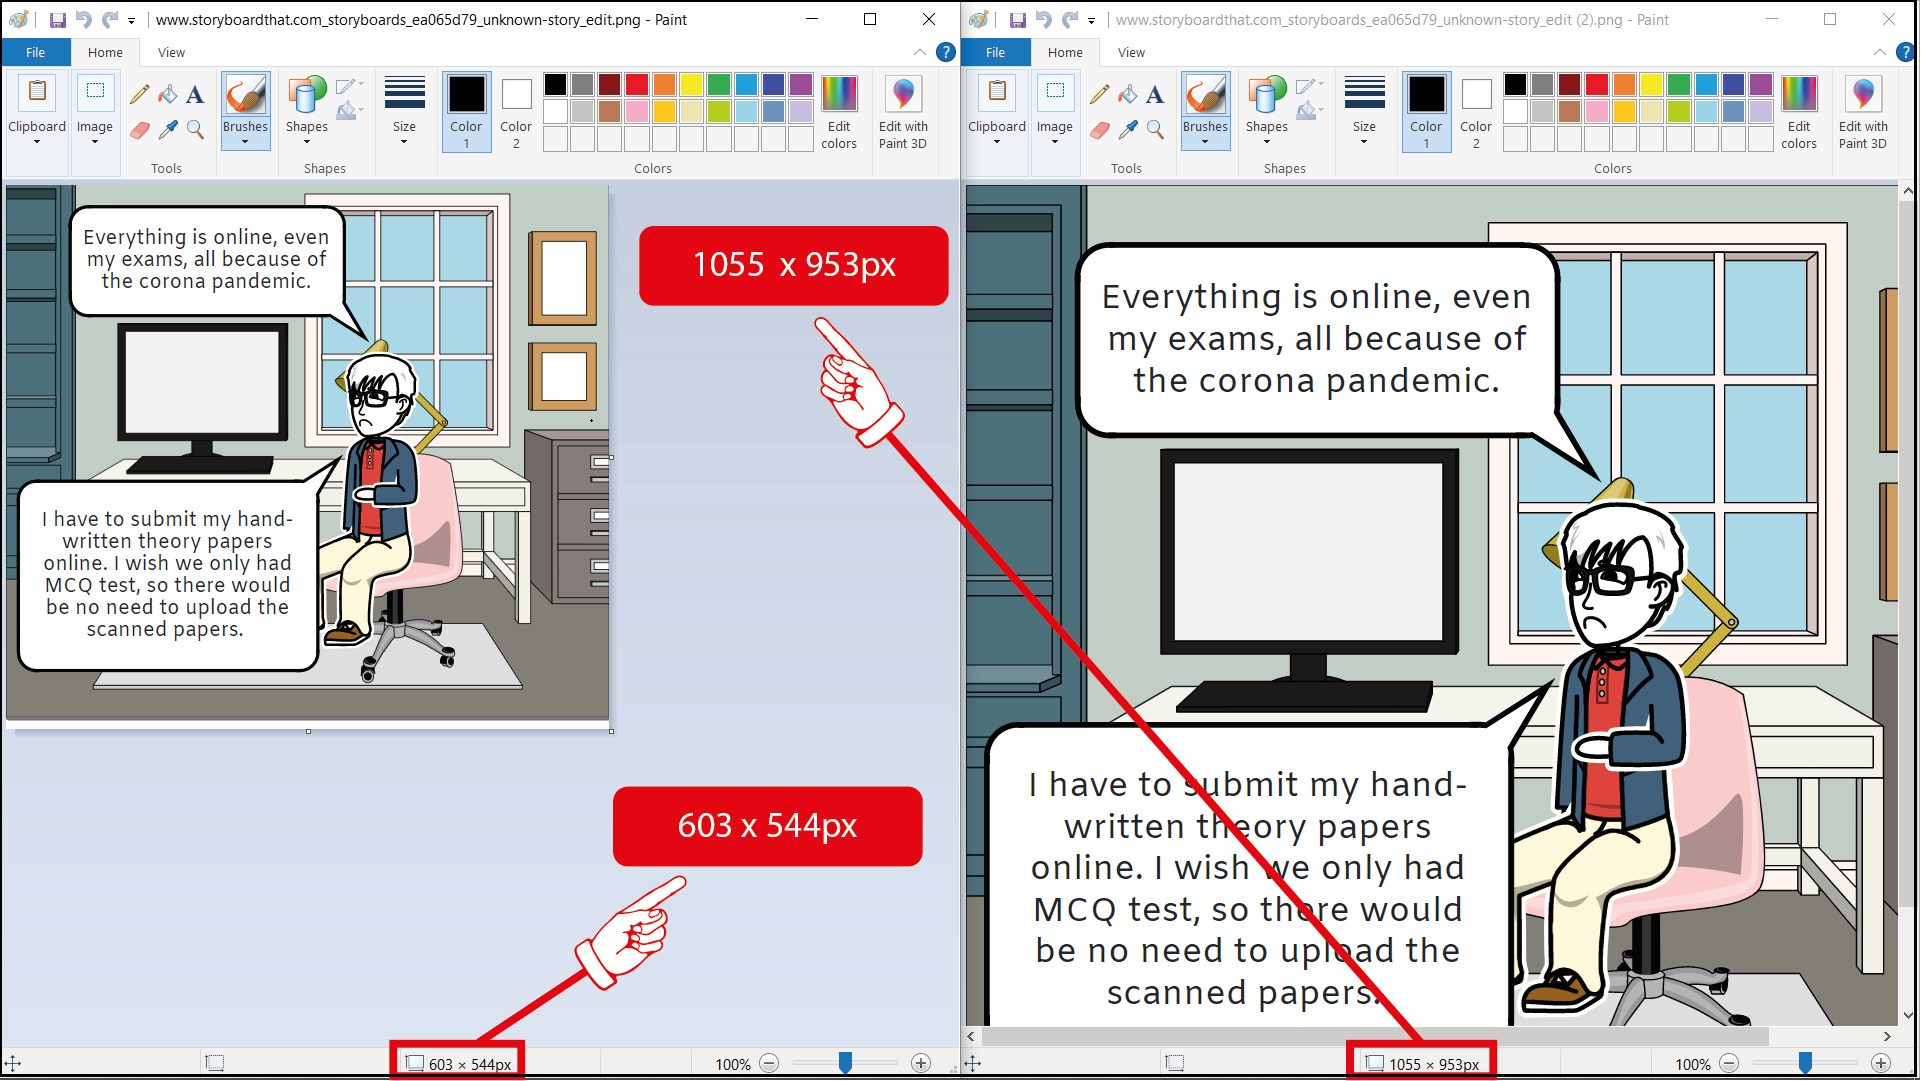 www.storyboardthat.com_storyboards_ea065d79_unknown-story_edit.png - Paint
File Home View
Clipboard
Image
Tools
Brushes
Shapes
Shapes
Size
Color 1
Color 2
Edit colors
Colors
Edit with Paint 3D
Everything is online, even
my exams, all because of
the corona pandemic.
I have to submit my hand-
written theory papers
online. I wish we only had
MCQ test, so there would
be no need to upload the
scanned papers.
1055 x 953px
603 x 544px
603 × 544px
100%
www.storyboardthat.com_storyboards_ea065d79_unknown-story_edit (2).png - Paint
File Home View
Clipboard
Image
Tools
Brushes
Shapes
Shapes
Size
Color 1
Color 2
Edit colors
Colors
Edit with Paint 3D
Everything is online, even
my exams, all because of
the corona pandemic.
I have to submit my hand-
written theory papers
online. I wish we only had
MCQ test, so there would
be no need to upload the
scanned papers.
1055 × 953px
100%